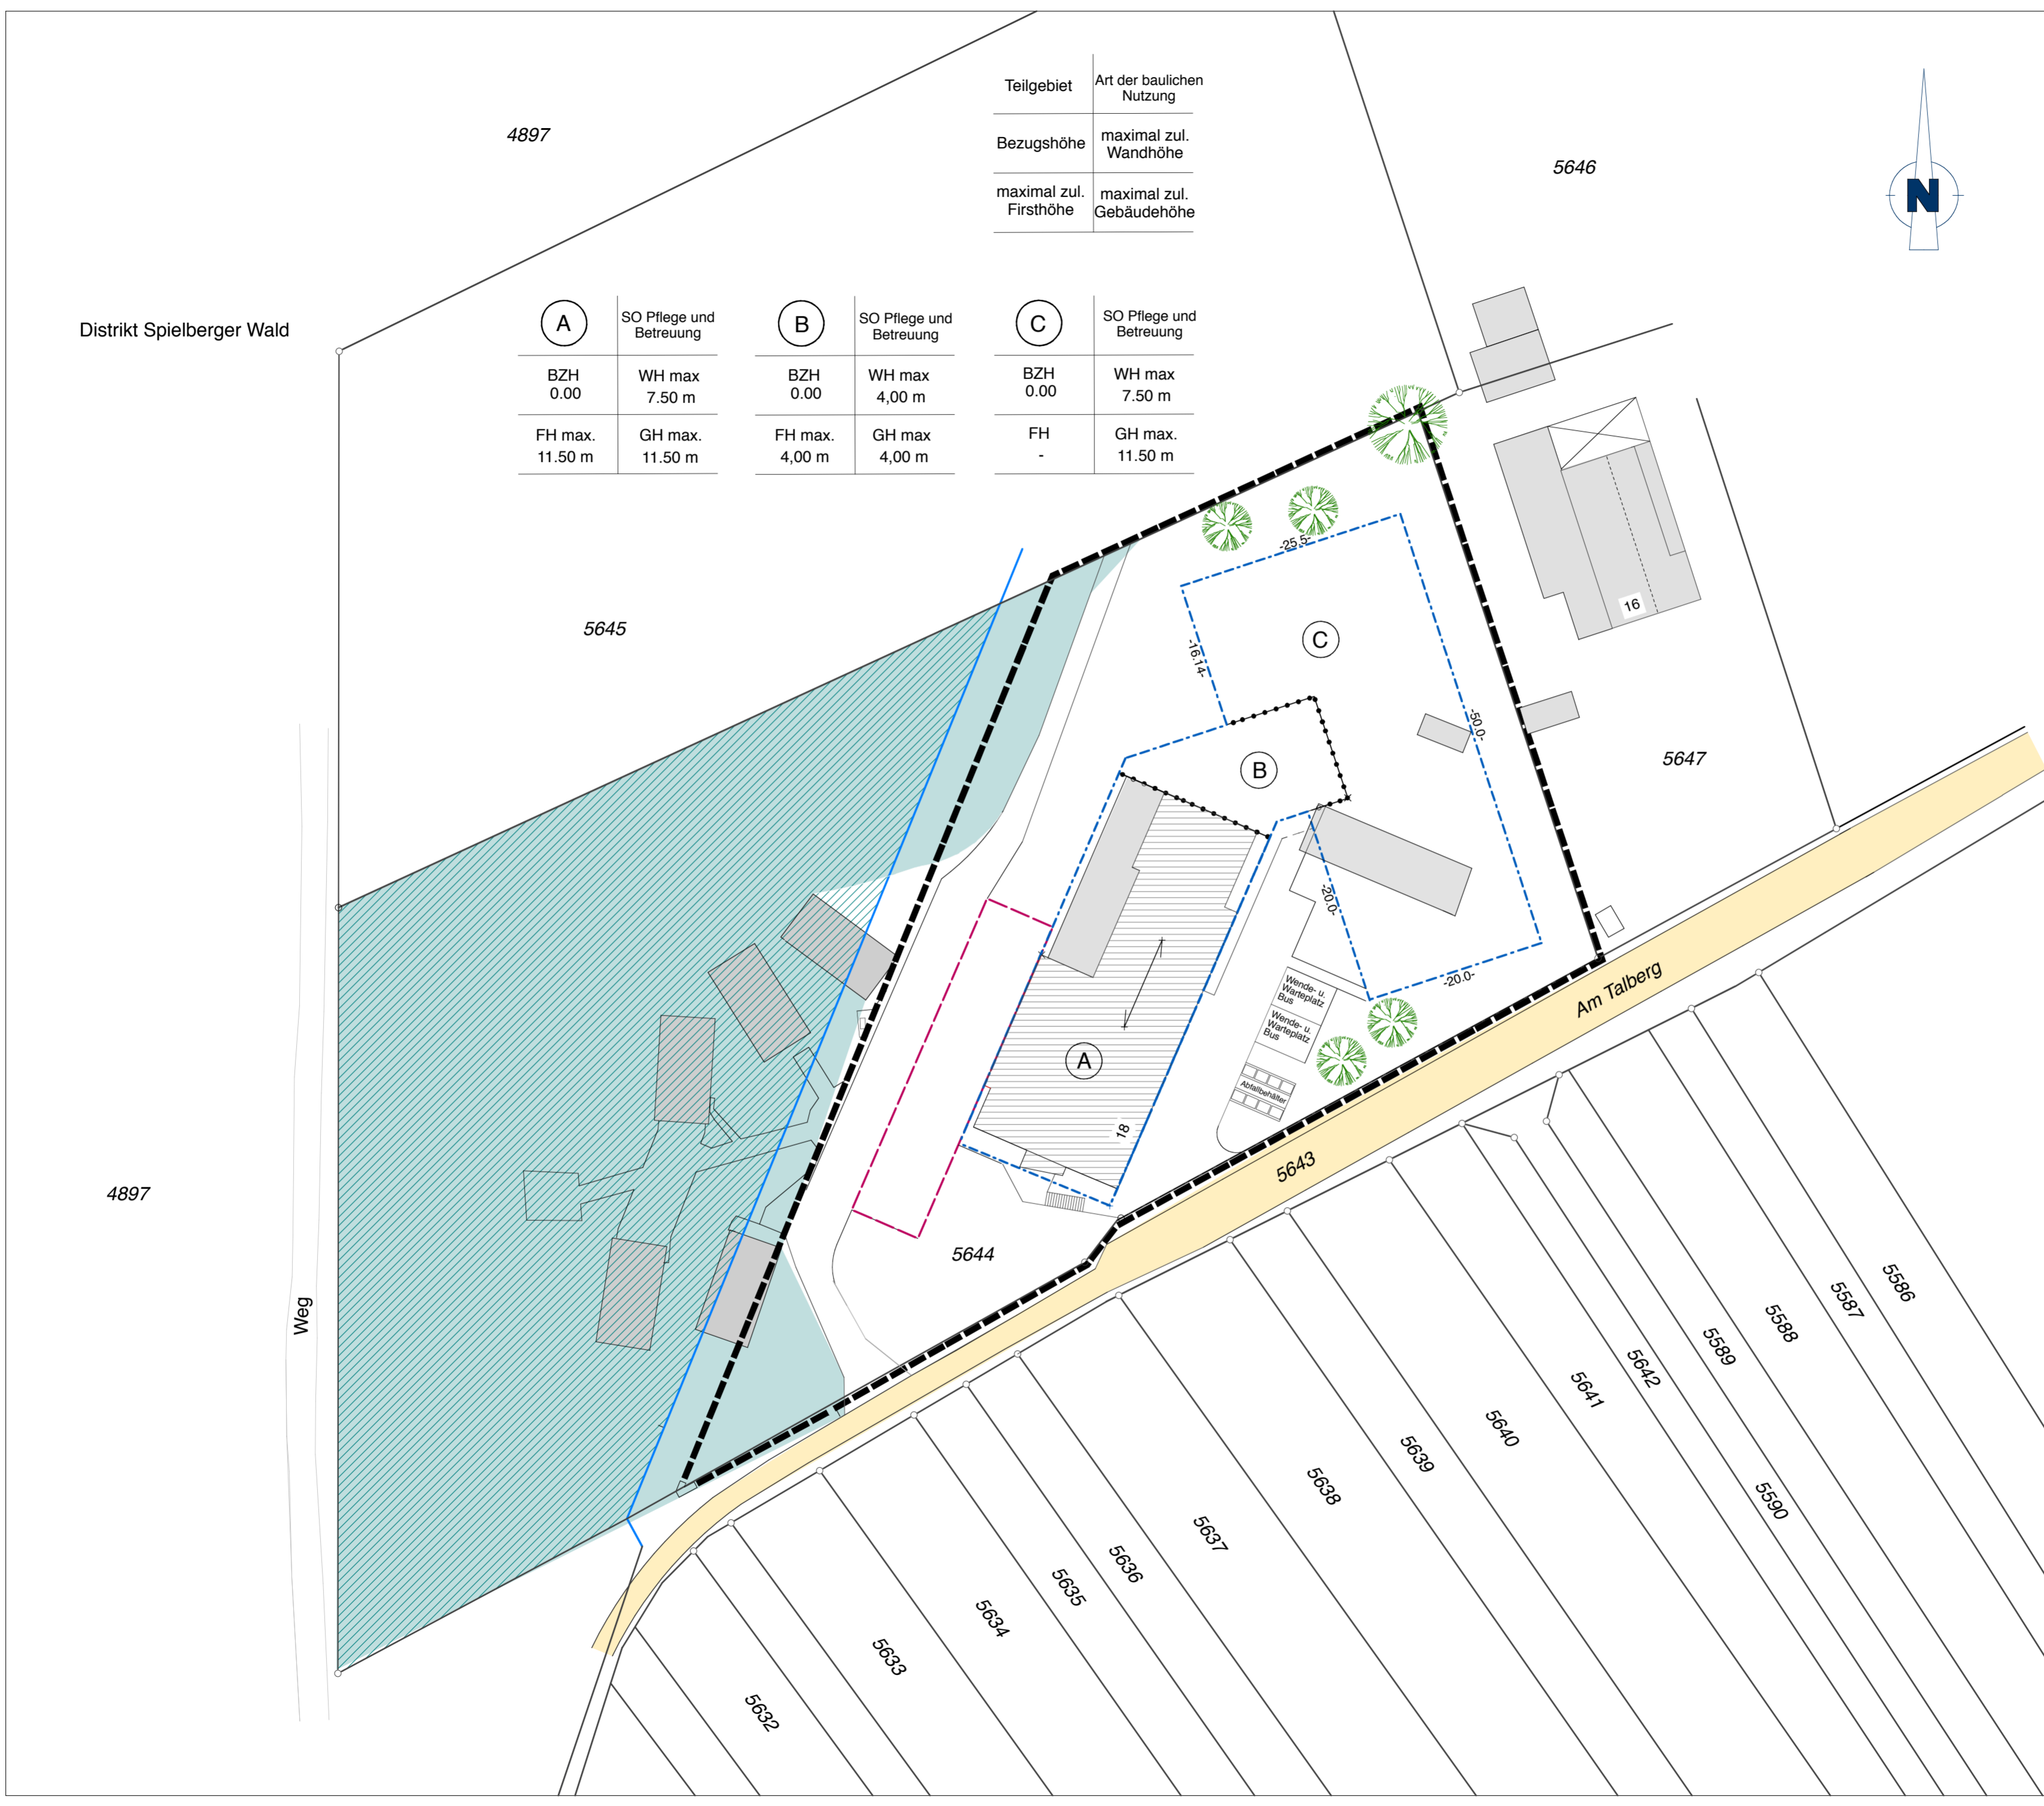 Teilgebiet
Art der baulichen
Nutzung
Bezugshöhe
maximal zul.
Wandhöhe
maximal zul.
Firsthöhe
maximal zul.
Gebäudehöhe
4897
5646
N
Distrikt Spielberger Wald
A
SO Pflege und
Betreuung
BZH
0.00
WH max
7.50 m
FH max.
11.50 m
GH max.
11.50 m
B
SO Pflege und
Betreuung
BZH
0.00
WH max
4,00 m
FH max.
4,00 m
GH max
4,00 m
C
SO Pflege und
Betreuung
BZH
0.00
WH max
7.50 m
FH
-
GH max.
11.50 m
-25.5-
5645
16
C
-16.14-
-50.0-
5647
B
-20.0-
-20.0-
Wende- u.
Warteplatz
Bus
Wende- u.
Warteplatz
Bus
Am Talberg
A
Abfallbehälter
18
5643
4897
5644
Weg
5586
5587
5588
5589
5642
5641
5590
5640
5639
5638
5637
5636
5635
5634
5633
5632